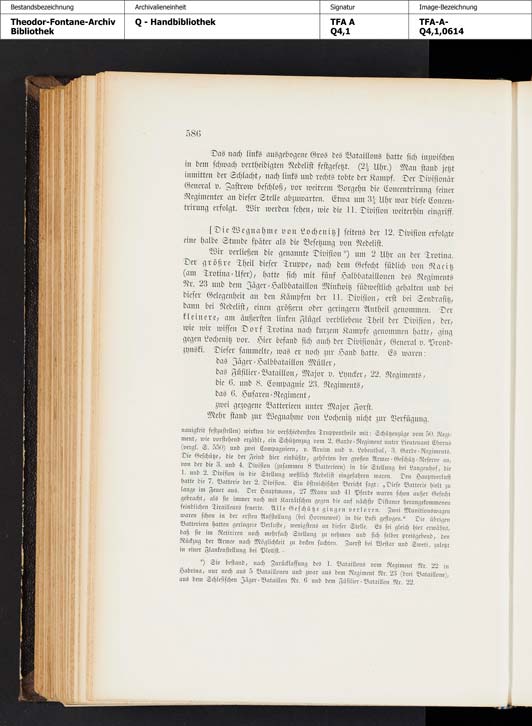 Bestandsbezeichnung
Archivalieneinheit
Signatur
Image-Bezeichnung
Theodor-Fontane-Archiv
Bibliothek
Q - Handbibliothek
TFA A
Q4,1
TFA-A-
Q4,1,0614
586
Das nach links ausgebogene Gros des Bataillons hatte sich inzwischen
in dem schwach vertheidigten Nedelist festgesetzt. (2½ Uhr.) Man stand jetzt
inmitten der Schlacht, nach links und rechts tobte der Kampf. Der Divisionär
General v. Zastrow beschloß, vor weitrem Vorgehn die Concentrirung seiner
Regimenter an dieser Stelle abzuwarten. Etwa um 3¼ Uhr war diese Concen-
trirung erfolgt. Wir werden sehen, wie die 11. Division weiterhin eingriff.
[Die Wegnahme von Lochenitz] seitens der 12. Division erfolgte
eine halbe Stunde später als die Besetzung von Nedelist.
Wir verließen die genannte Division*) um 2 Uhr an der Trotina.
Der größre Theil dieser Truppe, nach dem Gefecht südlich von Racitz
(am Trotina-Ufer), hatte sich mit fünf Halbbataillonen des Regiments
Nr. 23 und dem Jäger-Halbbataillon Minkwitz südwestlich gehalten und bei
dieser Gelegenheit an den Kämpfen der 11. Division, erst bei Sendrasitz,
dann bei Nedelist, einen größern oder geringern Antheil genommen. Der
kleinere, am äußersten linken Flügel verbliebene Theil der Division, der,
wie wir wissen Dorf Trotina nach kurzem Kampfe genommen hatte, ging
gegen Lochenitz vor. Hier befand sich auch der Divisionär, General v. Prond-
zynski. Dieser sammelte, was er noch zur Hand hatte. Es waren:
das Jäger-Halbbataillon Müller,
das Füsilier-Bataillon, Major v. Lyncker, 22. Regiments,
die 6. und 8. Compagnie 23. Regiments,
das 6. Husaren-Regiment,
zwei gezogene Batterieen unter Major Forst.
Mehr stand zur Wegnahme von Lochenitz nicht zur Verfügung.
nauigkeit festzustellen) wirkten die verschiedensten Truppentheile mit: Schützenzüge vom 50. Regi-
ment, wie vorstehend erzählt, ein Schützenzug vom 2. Garde-Regiment unter Lieutenant Chorus
(vergl. S. 550) und zwei Compagnieen, v. Arnim und v. Lobenthal, 3. Garde-Regiments.
Die Geschütze, die der Feind hier einbüßte, gehörten der großen Armee-Geschütz-Reserve an,
von der die 3. und 4. Division (zusammen 8 Batterieen) in die Stellung bei Langenhof, die
1. und 2. Division in die Stellung westlich Nedelist eingefahren waren. Den Hauptverlust
hatte die 7. Batterie der 2. Division. Ein östreichischer Bericht sagt: „Diese Batterie hielt zu
lange im Feuer aus. Der Hauptmann, 27 Mann und 41 Pferde waren schon außer Gefecht
gebracht, als sie immer noch mit Kartätschen gegen die auf nächste Distance herangekommenen
feindlichen Tirailleurs feuerte. Alle Geschütze gingen verloren. Zwei Munitionswagen
waren schon in der ersten Aufstellung (bei Horenowes) in die Luft geflogen.“ Die übrigen
Batterieen hatten geringere Verluste, wenigstens an dieser Stelle. Es sei gleich hier erwähnt,
daß sie im Retiriren noch mehrfach Stellung zu nehmen und sich selber preisgebend, den
Rückzug der Armee nach Möglichkeit zu decken suchten. Zuerst bei Wsestar und Sweti, zuletzt
in einer Flankenstellung bei Plotist.
*) Sie bestand, nach Zurücklassung des 1. Bataillons vom Regiment Nr. 22 in
Habrina, nur noch aus 5 Bataillonen und zwar aus dem Regiment Nr. 23 (drei Bataillone),
aus dem Schlesischen Jäger-Bataillon Nr. 6 und dem Füsilier-Bataillon Nr. 22.